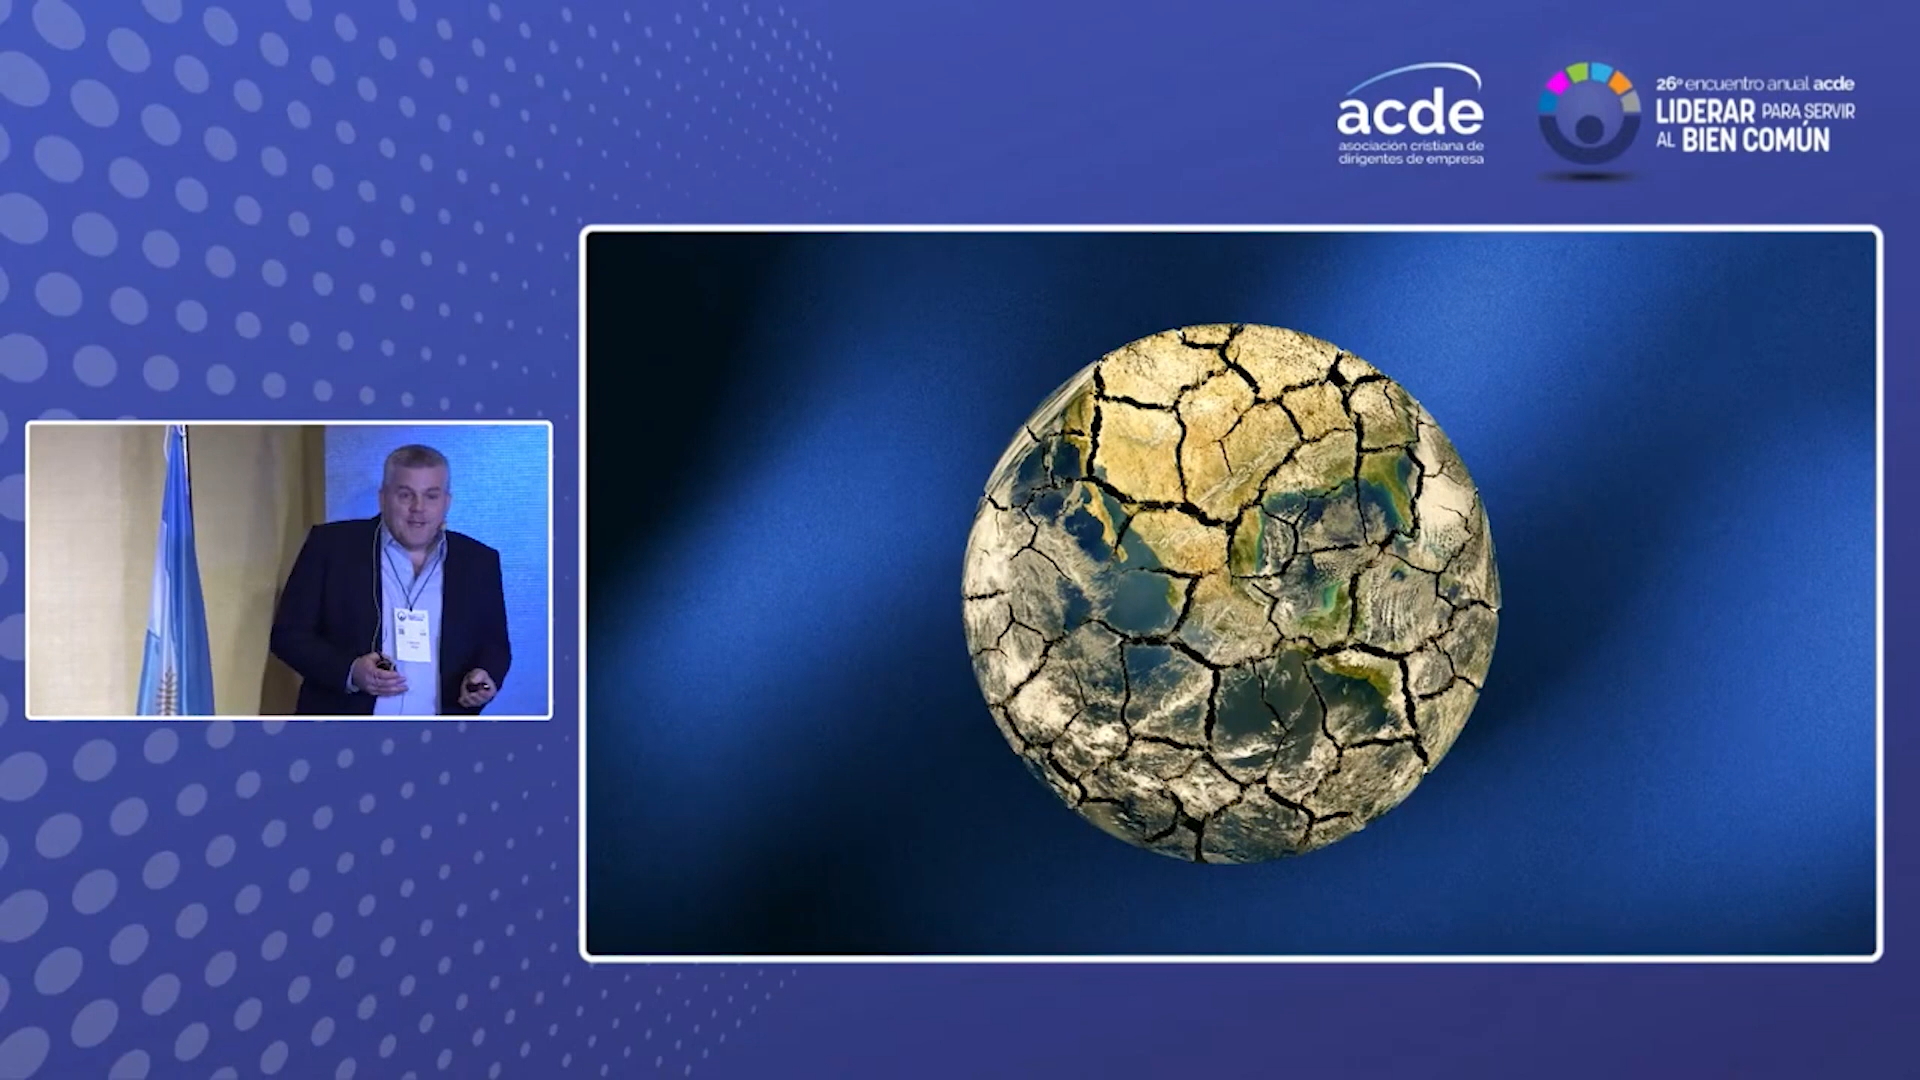 acde
asociación cristiana de
dirigentes de empresa
26º encuentro anual acde
LIDERAR PARA SERVIR
AL BIEN COMÚN